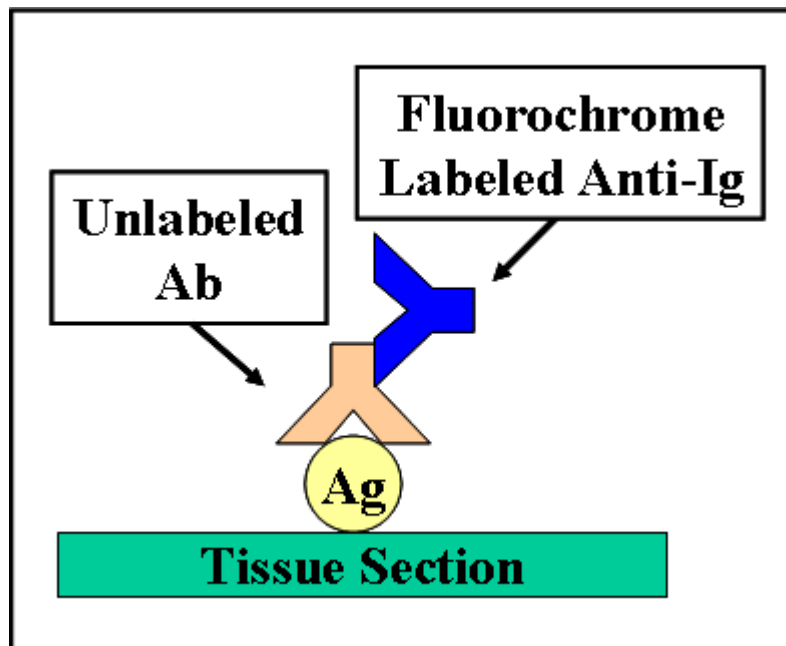 Fluorochrome
Labeled Anti-Ig
Unlabeled
Ab
Ag
Tissue Section